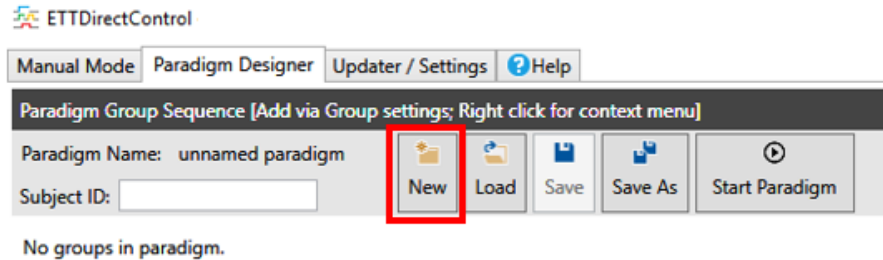 ETTDirectControl
Manual Mode Paradigm Designer Updater / Settings ? Help
Paradigm Group Sequence [Add via Group settings; Right click for context menu]
Paradigm Name: unnamed paradigm
Subject ID:
New Load Save Save As Start Paradigm
No groups in paradigm.